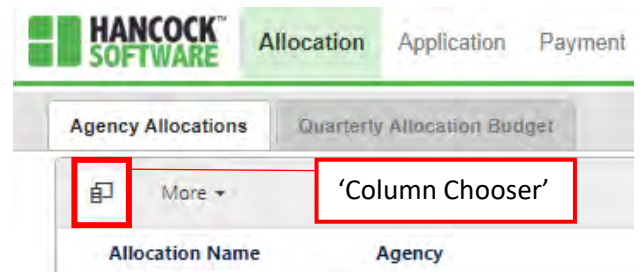 HANCOCK™
SOFTWARE
Allocation Application Payment
Agency Allocations Quarterly Allocation Budget
More
‘Column Chooser’
Allocation Name Agency